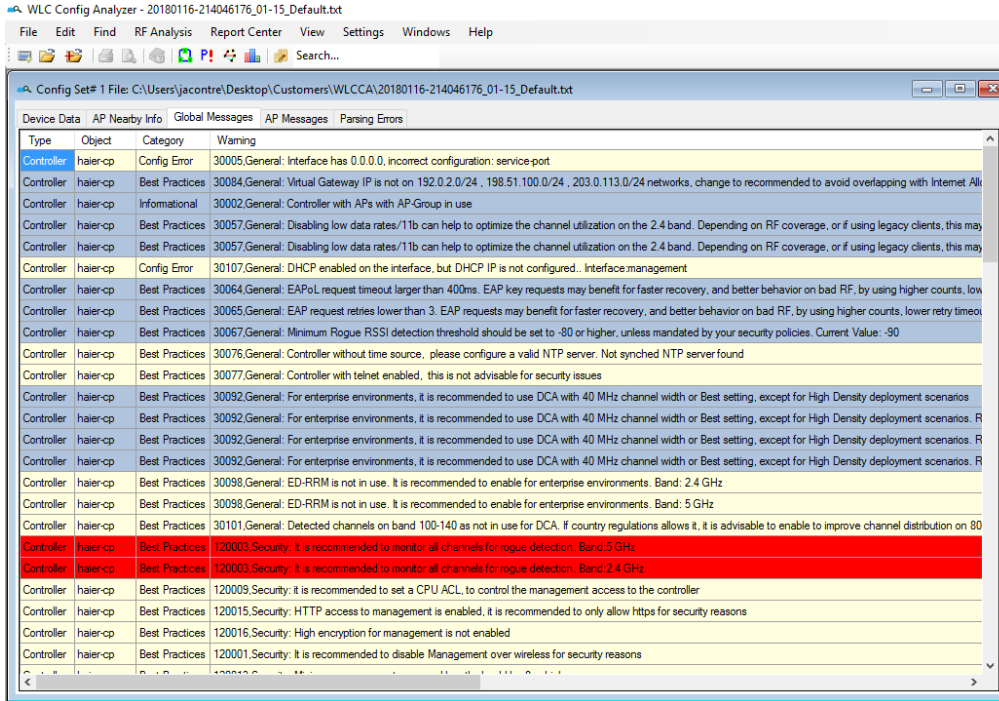 WLC Config Analyzer - 20180116-214046176_01-15_Default.txt
File Edit Find RF Analysis Report Center View Settings Windows Help
P! Search...
Config Set# 1 File: C:\Users\jacontre\Desktop\Customers\WLCCA\20180116-214046176_01-15_Default.txt
Device Data AP Nearby Info Global Messages AP Messages Parsing Errors
Type Object Category Warning
Controller haier-cp Config Error 30005,General: Interface has 0.0.0.0, incorrect configuration: service-port
Controller haier-cp Best Practices 30084,General: Virtual Gateway IP is not on 192.0.2.0/24 , 198.51.100.0/24 , 203.0.113.0/24 networks, change to recommended to avoid overlapping with Internet Allo
Controller haier-cp Informational 30002,General: Controller with APs with AP-Group in use
Controller haier-cp Best Practices 30057,General: Disabling low data rates/11b can help to optimize the channel utilization on the 2.4 band. Depending on RF coverage, or if using legacy clients, this may
Controller haier-cp Best Practices 30057,General: Disabling low data rates/11b can help to optimize the channel utilization on the 2.4 band. Depending on RF coverage, or if using legacy clients, this may
Controller haier-cp Config Error 30107,General: DHCP enabled on the interface, but DHCP IP is not configured.. Interface:management
Controller haier-cp Best Practices 30064,General: EAPoL request timeout larger than 400ms. EAP key requests may benefit for faster recovery, and better behavior on bad RF, by using higher counts, low
Controller haier-cp Best Practices 30065,General: EAP request retries lower than 3. EAP requests may benefit for faster recovery, and better behavior on bad RF, by using higher counts, lower retry timeou
Controller haier-cp Best Practices 30067,General: Minimum Rogue RSSI detection threshold should be set to -80 or higher, unless mandated by your security policies. Current Value: -90
Controller haier-cp Best Practices 30076,General: Controller without time source, please configure a valid NTP server. Not synched NTP server found
Controller haier-cp Best Practices 30077,General: Controller with telnet enabled, this is not advisable for security issues
Controller haier-cp Best Practices 30092,General: For enterprise environments, it is recommended to use DCA with 40 MHz channel width or Best setting, except for High Density deployment scenarios
Controller haier-cp Best Practices 30092,General: For enterprise environments, it is recommended to use DCA with 40 MHz channel width or Best setting, except for High Density deployment scenarios. R
Controller haier-cp Best Practices 30092,General: For enterprise environments, it is recommended to use DCA with 40 MHz channel width or Best setting, except for High Density deployment scenarios. R
Controller haier-cp Best Practices 30092,General: For enterprise environments, it is recommended to use DCA with 40 MHz channel width or Best setting, except for High Density deployment scenarios. R
Controller haier-cp Best Practices 30098,General: ED-RRM is not in use. It is recommended to enable for enterprise environments. Band: 2.4 GHz
Controller haier-cp Best Practices 30098,General: ED-RRM is not in use. It is recommended to enable for enterprise environments. Band: 5 GHz
Controller haier-cp Best Practices 30101,General: Detected channels on band 100-140 as not in use for DCA. If country regulations allows it, it is advisable to enable to improve channel distribution on 80
Controller haier-cp Best Practices 120003,Security: It is recommended to monitor all channels for rogue detection. Band:5 GHz
Controller haier-cp Best Practices 120003,Security: It is recommended to monitor all channels for rogue detection. Band:2.4 GHz
Controller haier-cp Best Practices 120009,Security: it is recommended to set a CPU ACL, to control the management access to the controller
Controller haier-cp Best Practices 120015,Security: HTTP access to management is enabled, it is recommended to only allow https for security reasons
Controller haier-cp Best Practices 120016,Security: High encryption for management is not enabled
Controller haier-cp Best Practices 120001,Security: It is recommended to disable Management over wireless for security reasons